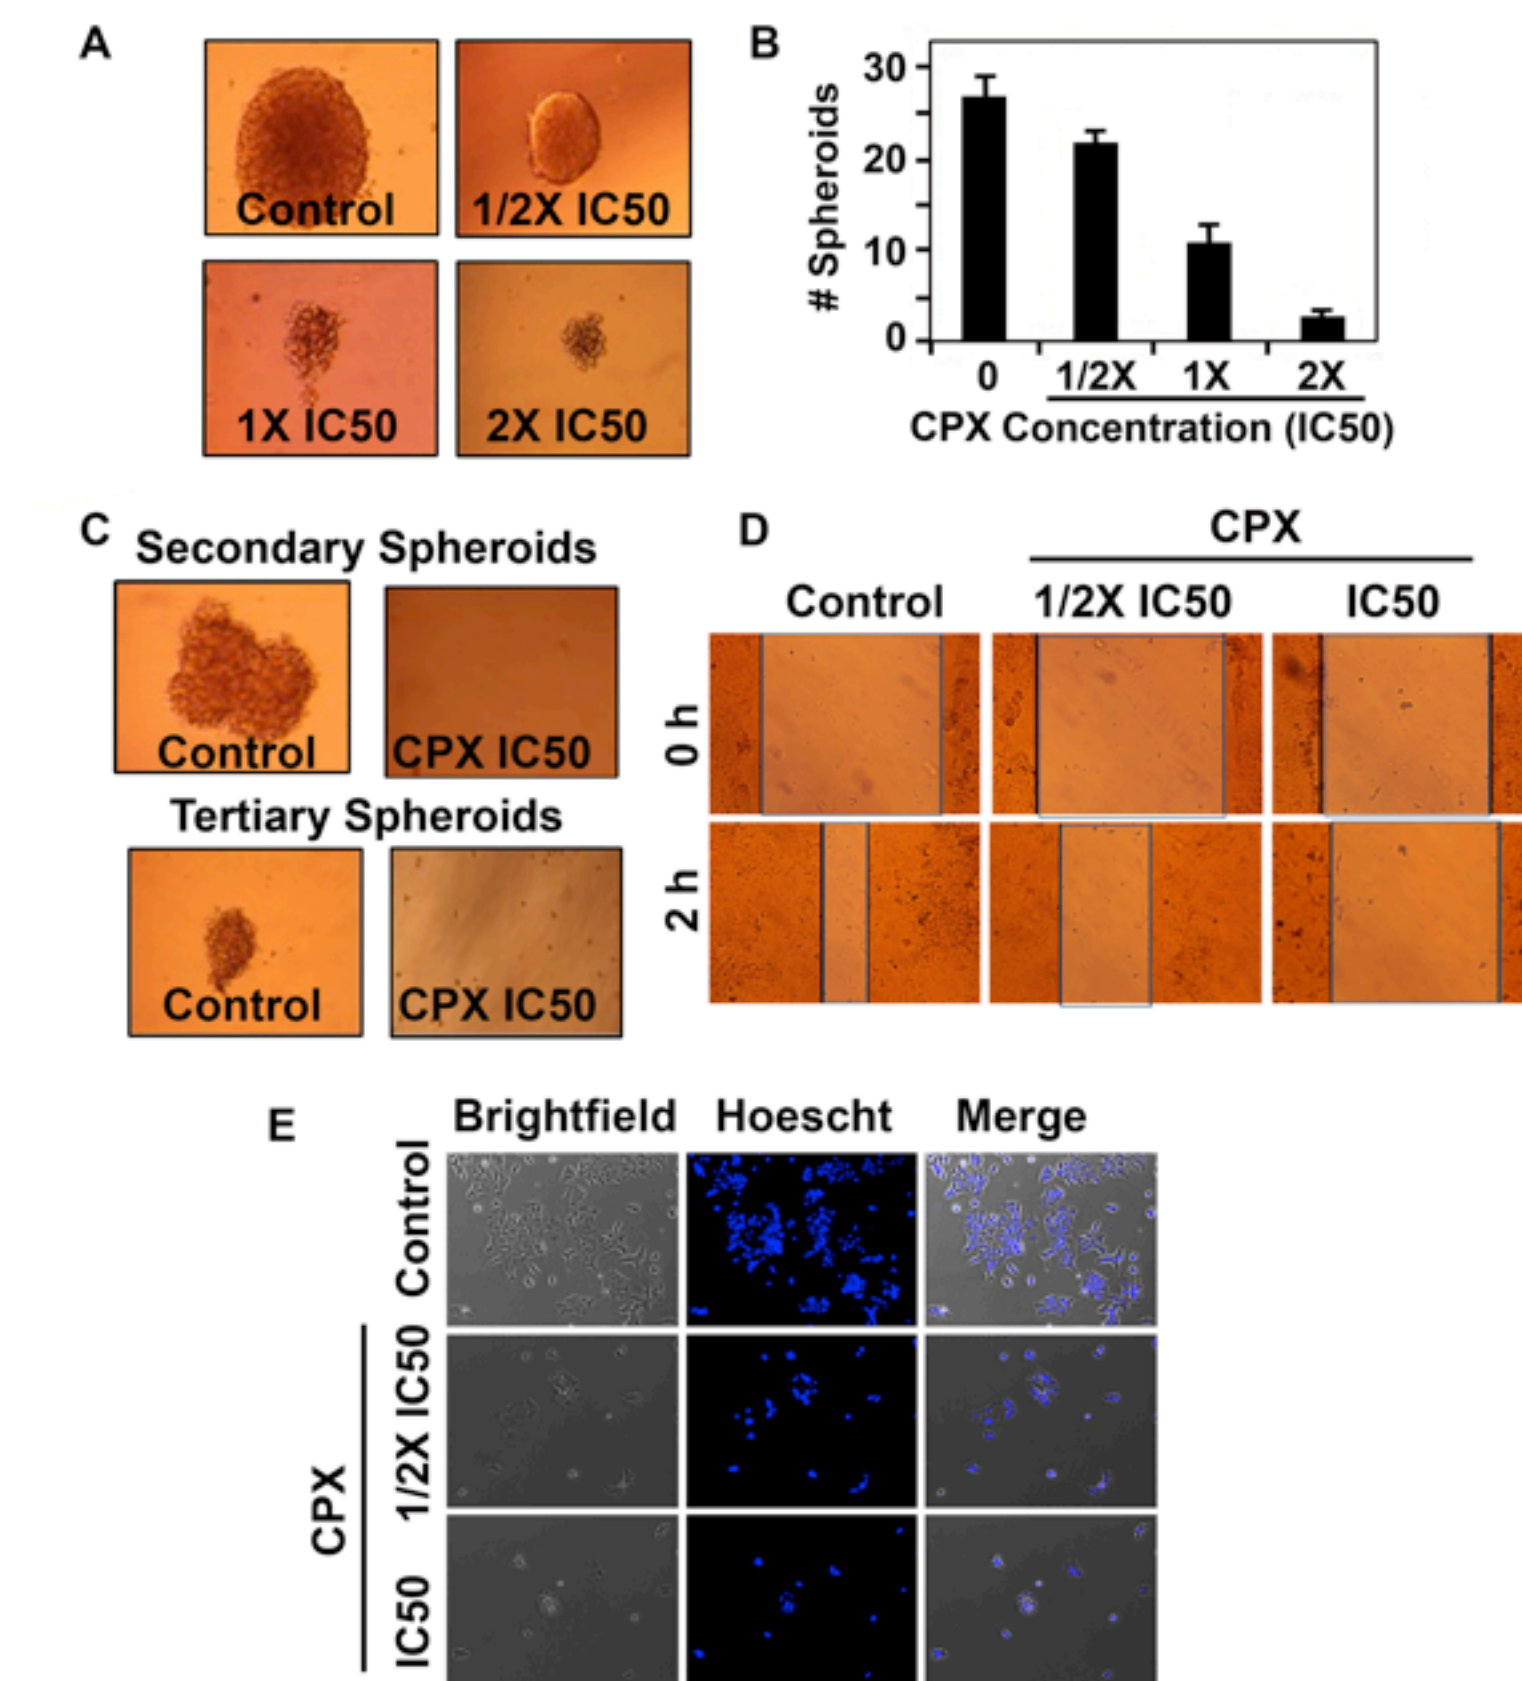 A
Control
1/2X IC50
1X IC50
2X IC50
B
# Spheroids
30
20
10
0
0 1/2X 1X 2X
CPX Concentration (IC50)
C
Secondary Spheroids
Control
CPX IC50
Tertiary Spheroids
Control
CPX IC50
D
CPX
Control 1/2X IC50 IC50
0 h
2 h
E
Brightfield Hoescht Merge
Control
CPX
1/2X IC50
IC50